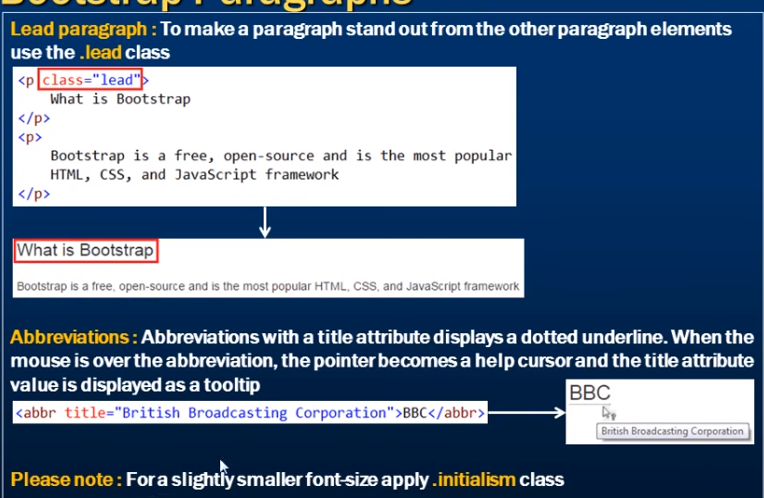 Bootstrap Paragraphs
Lead paragraph : To make a paragraph stand out from the other paragraph elements
use the .lead class
<p class="lead">
What is Bootstrap
</p>
<p>
Bootstrap is a free, open-source and is the most popular
HTML, CSS, and JavaScript framework
</p>
What is Bootstrap
Bootstrap is a free, open-source and is the most popular HTML, CSS, and JavaScript framework
Abbreviations : Abbreviations with a title attribute displays a dotted underline. When the
mouse is over the abbreviation, the pointer becomes a help cursor and the title attribute
value is displayed as a tooltip
<abbr title="British Broadcasting Corporation">BBC</abbr>
BBC
British Broadcasting Corporation
Please note : For a slightly smaller font-size apply .initialism class